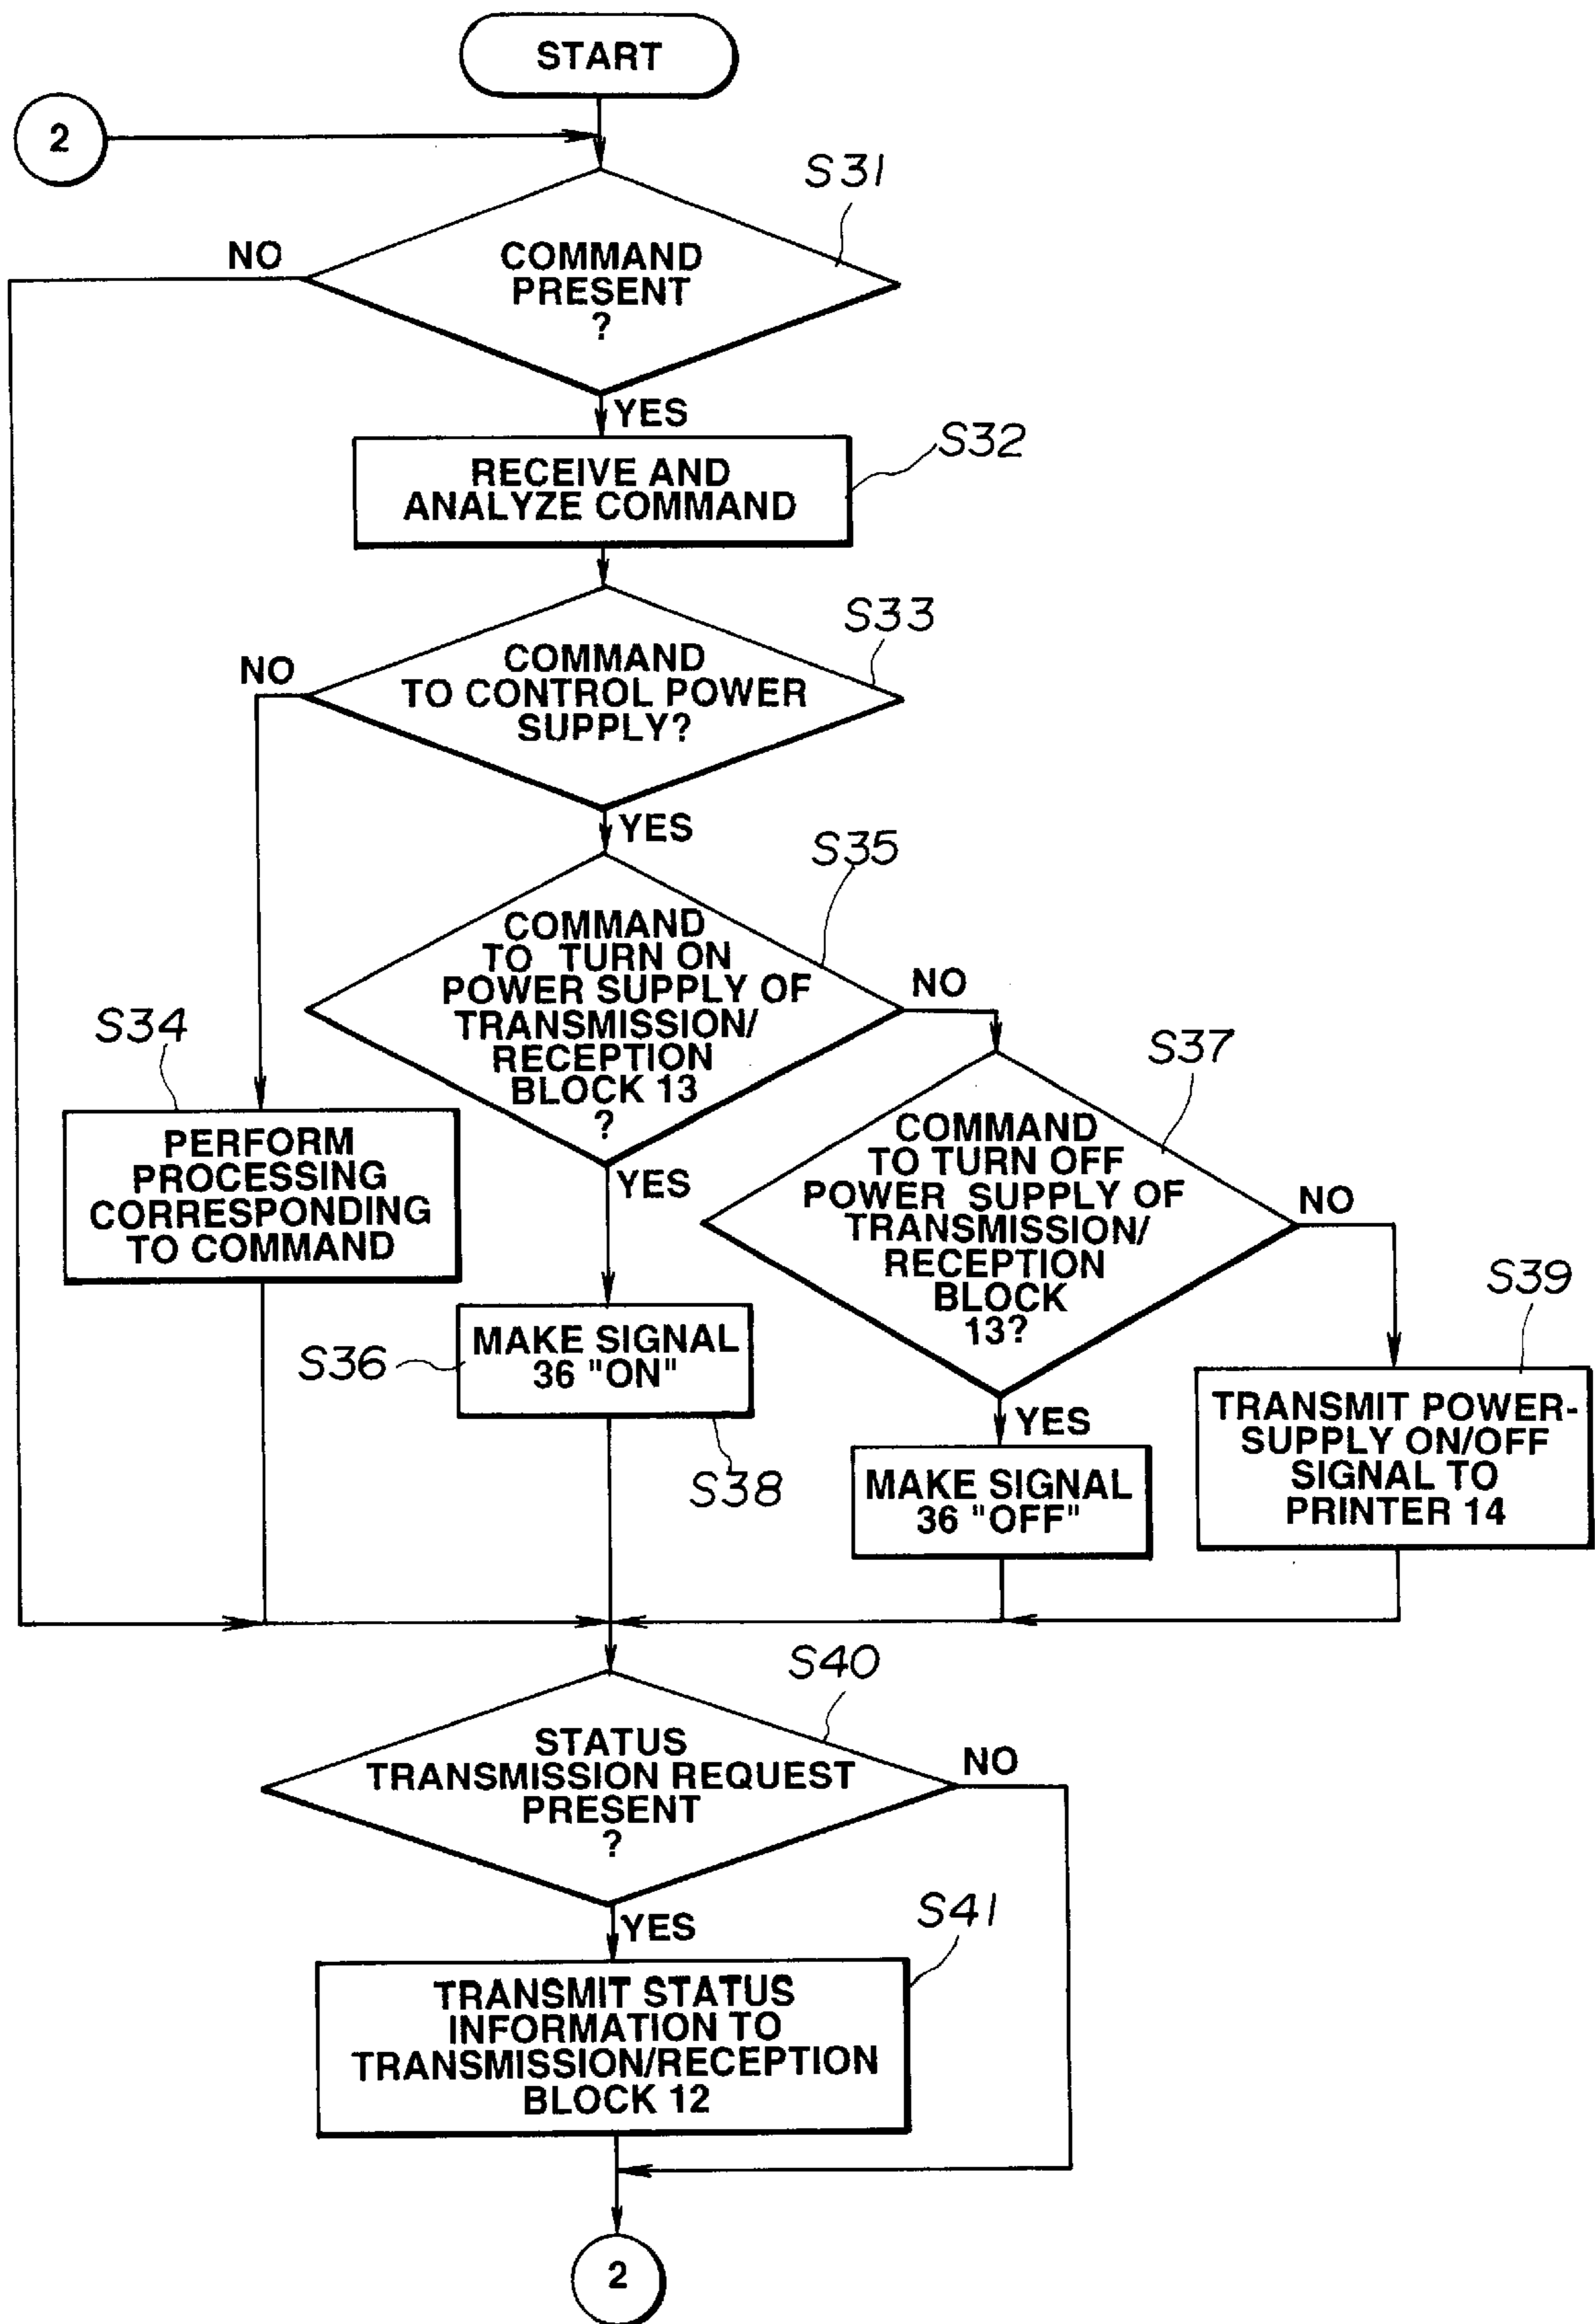 START
2
S31
NO
COMMAND
PRESENT
?
YES
S32
RECEIVE AND
ANALYZE COMMAND
S33
NO
COMMAND
TO CONTROL POWER
SUPPLY?
YES
S35
COMMAND
TO TURN ON
POWER SUPPLY OF
TRANSMISSION/
RECEPTION
BLOCK 13
?
NO
S34
PERFORM
PROCESSING
CORRESPONDING
TO COMMAND
YES
S37
COMMAND
TO TURN OFF
POWER SUPPLY OF
TRANSMISSION/
RECEPTION
BLOCK
13?
NO
S36
MAKE SIGNAL
36 "ON"
S38
YES
MAKE SIGNAL
36 "OFF"
S39
TRANSMIT POWER-
SUPPLY ON/OFF
SIGNAL TO
PRINTER 14
S40
STATUS
TRANSMISSION REQUEST
PRESENT
?
NO
YES
S41
TRANSMIT STATUS
INFORMATION TO
TRANSMISSION/RECEPTION
BLOCK 12
2